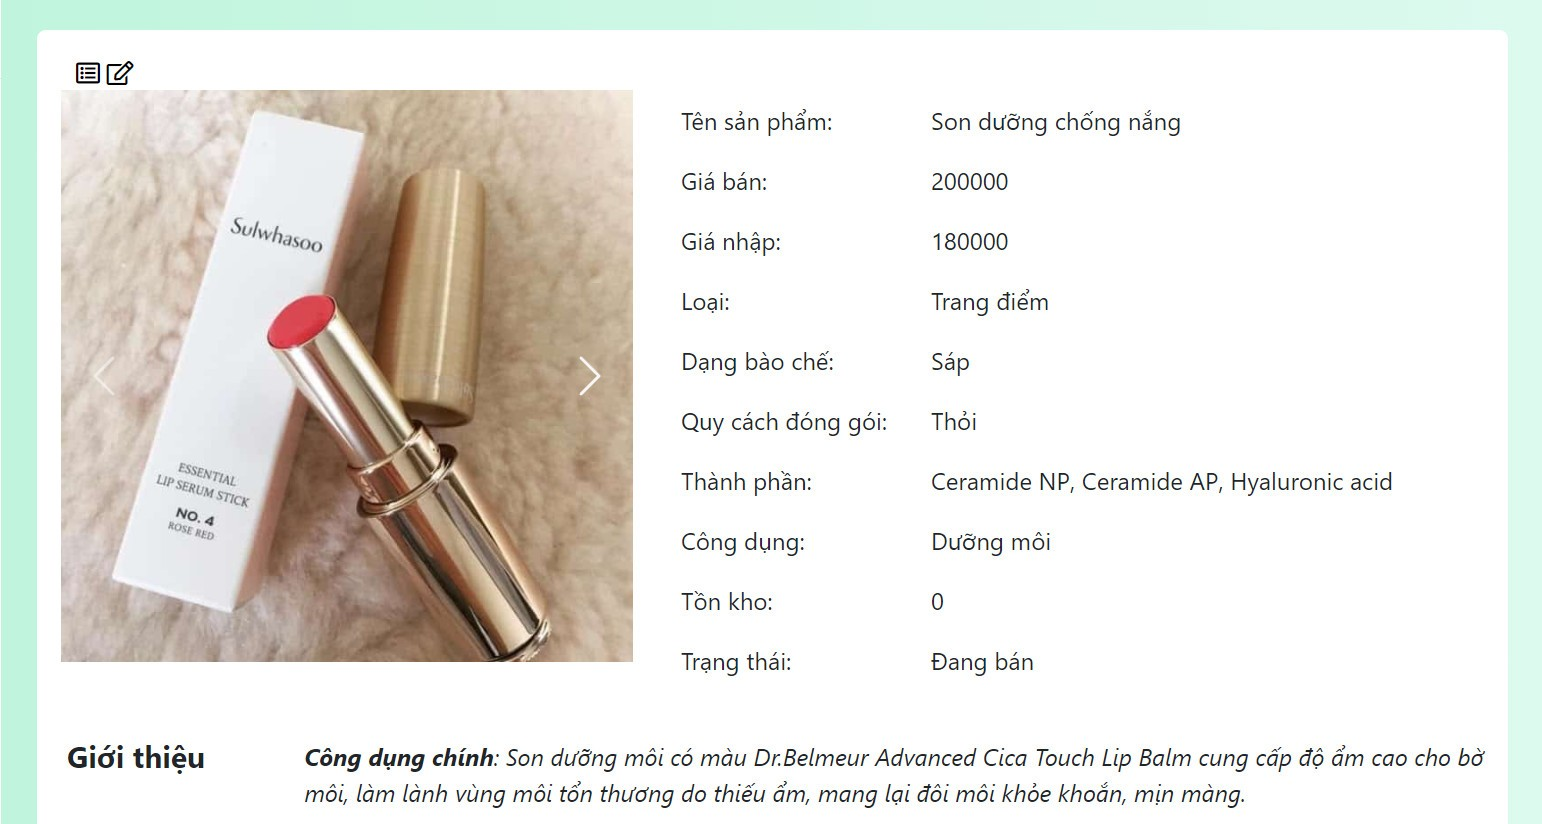 Sulwhasoo
ESSENTIAL
LIP SERUM STICK
NO. 4
ROSE RED
Tên sản phẩm: Son dưỡng chống nắng
Giá bán: 200000
Giá nhập: 180000
Loại: Trang điểm
Dạng bào chế: Sáp
Quy cách đóng gói: Thỏi
Thành phần: Ceramide NP, Ceramide AP, Hyaluronic acid
Công dụng: Dưỡng môi
Tồn kho: 0
Trạng thái: Đang bán
Giới thiệu
Công dụng chính: Son dưỡng môi có màu Dr.Belmeur Advanced Cica Touch Lip Balm cung cấp độ ẩm cao cho bờ
môi, làm lành vùng môi tổn thương do thiếu ẩm, mang lại đôi môi khỏe khoắn, mịn màng.